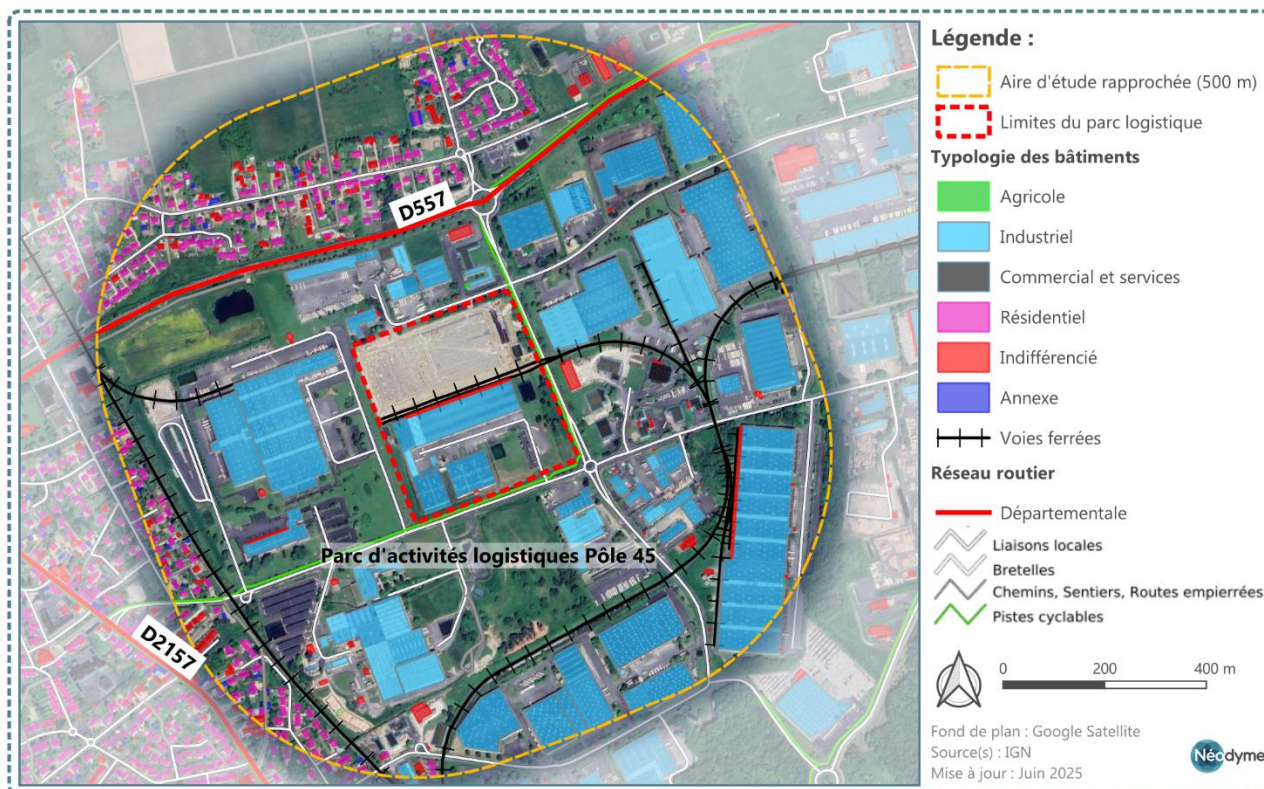 D557
Parc d'activités logistiques Pôle 45
D2157
Légende :
Aire d'étude rapprochée (500 m)
Limites du parc logistique
Typologie des bâtiments
Agricole
Industriel
Commercial et services
Résidentiel
Indifférencié
Annexe
Voies ferrées
Réseau routier
Départementale
Liaisons locales
Bretelles
Chemins, Sentiers, Routes empierrées
Pistes cyclables
0 200 400 m
Fond de plan : Google Satellite
Source(s) : IGN
Mise à jour : Juin 2025
Néodyme